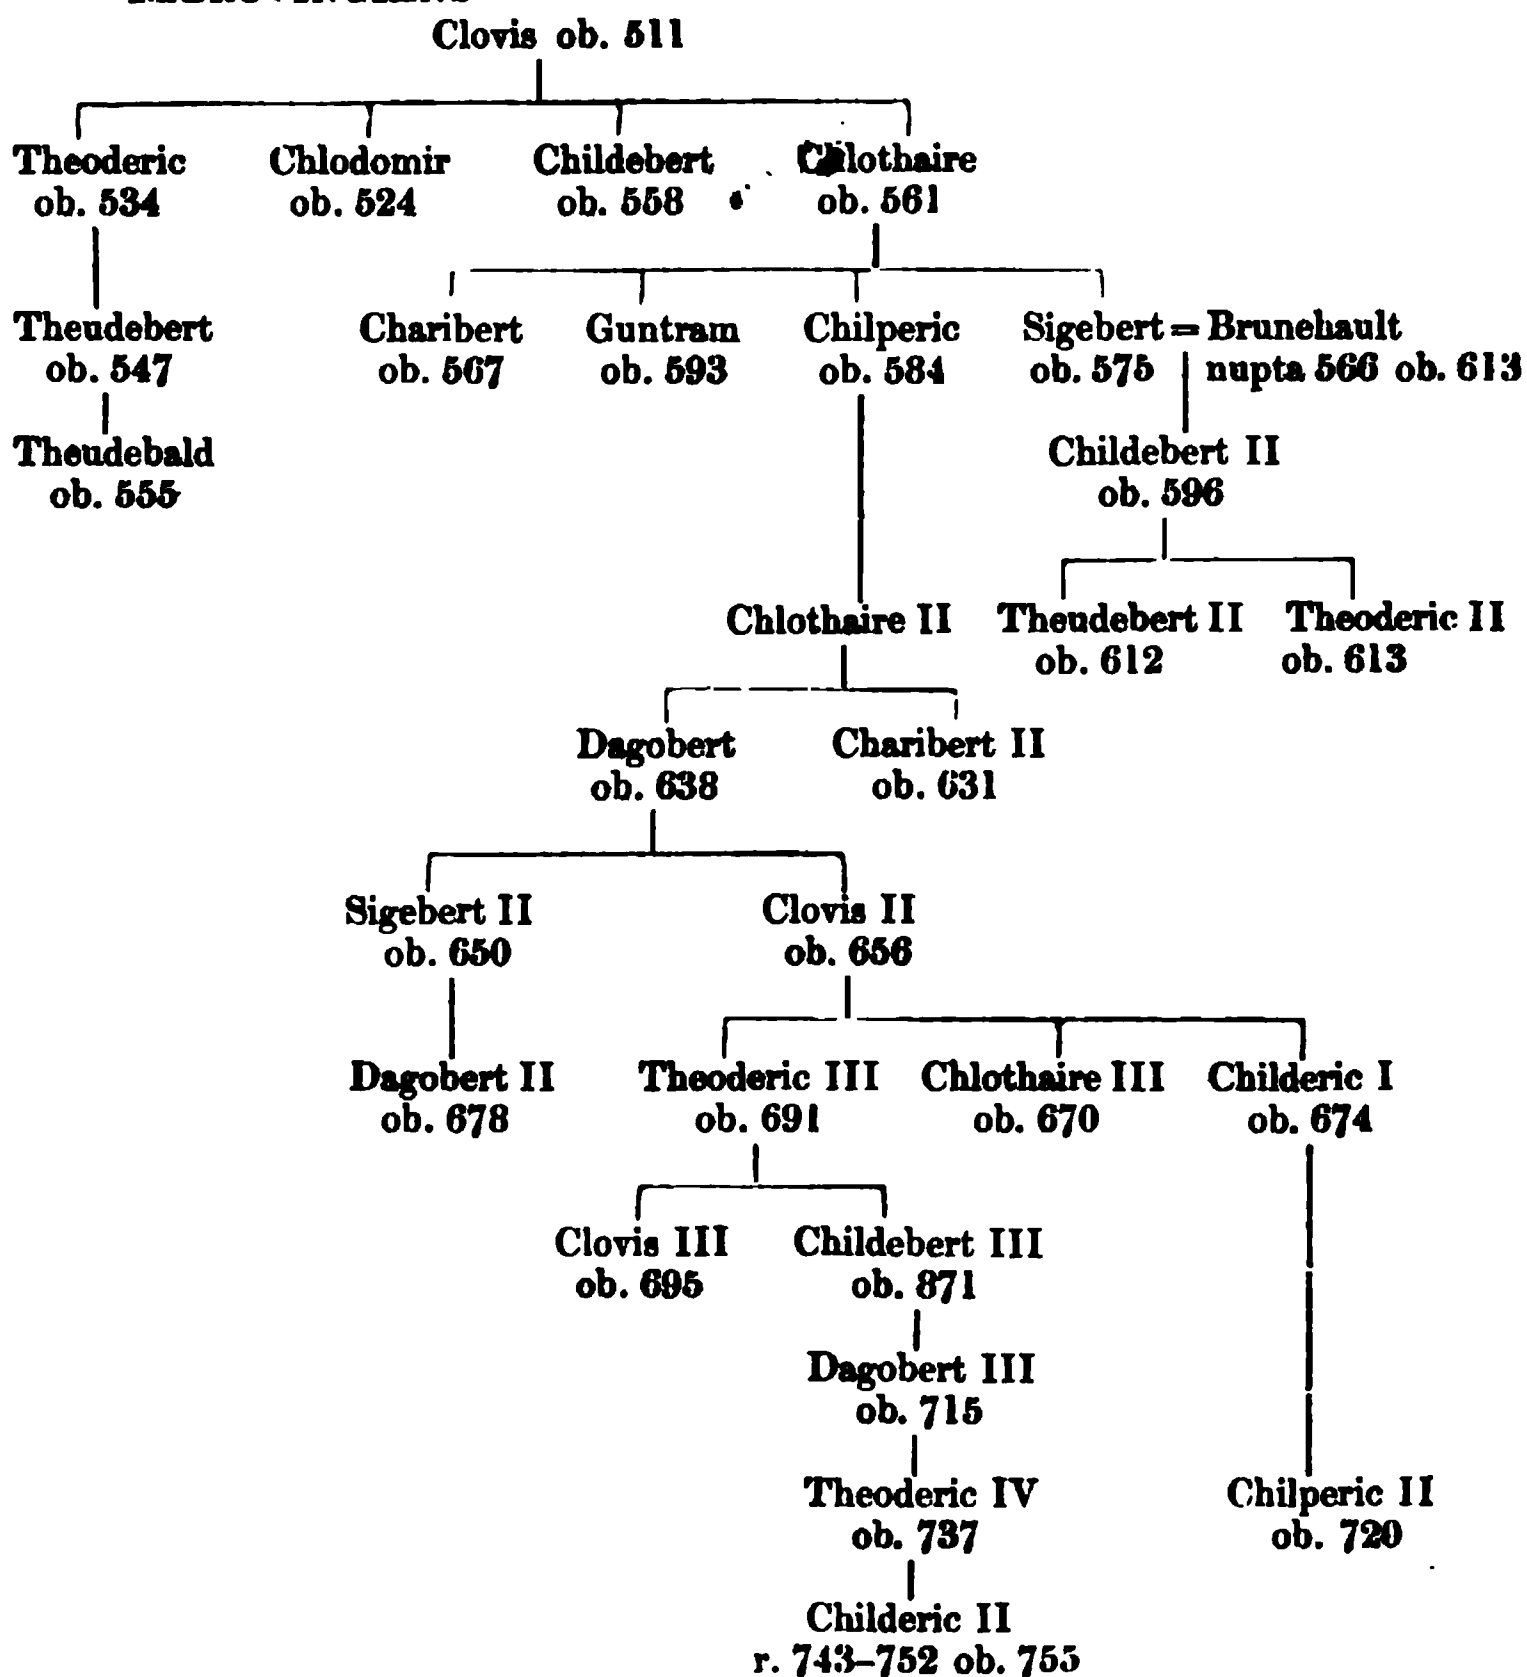 Clovis ob. 511
Theoderic Chlodomir Childebert Chlothaire
ob. 534 ob. 524 ob. 558 ob. 561
Theudebert Charibert Guntram Chilperic Sigebert = Brunehault
ob. 547 ob. 567 ob. 593 ob. 584 ob. 575 nupta 566 ob. 613
Theudebald Childebert II
ob. 555 ob. 596
Chlothaire II Theudebert II Theoderic II
ob. 612 ob. 613
Dagobert Charibert II
ob. 638 ob. 631
Sigebert II Clovis II
ob. 650 ob. 656
Dagobert II Theoderic III Chlothaire III Childeric I
ob. 678 ob. 691 ob. 670 ob. 674
Clovis III Childebert III
ob. 695 ob. 871
Dagobert III
ob. 715
Theoderic IV Chilperic II
ob. 737 ob. 720
Childeric II
r. 743–752 ob. 755